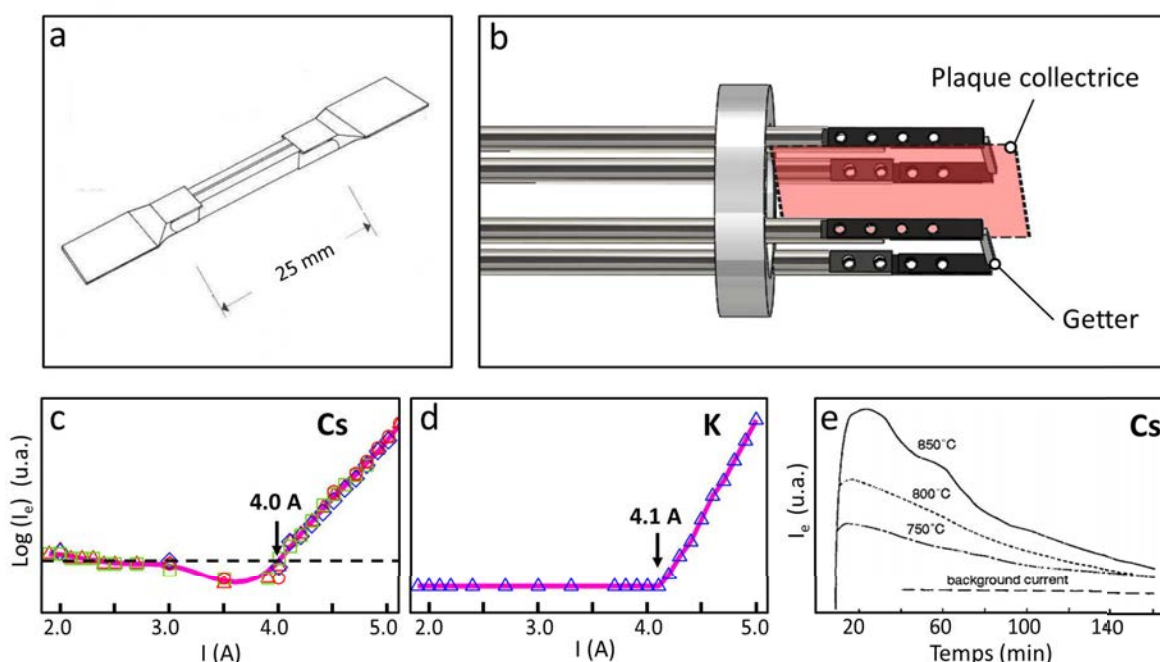 a
25 mm
b
Plaque collectrice
Getter
c
Cs
4.0 A
Log (Iₑ) (u.a.)
2.0 3.0 4.0 5.0
I (A)
d
K
4.1 A
2.0 3.0 4.0 5.0
I (A)
e
Cs
850°C
800°C
750°C
background current
Iₑ (u.a.)
20 60 100 140
Temps (min)